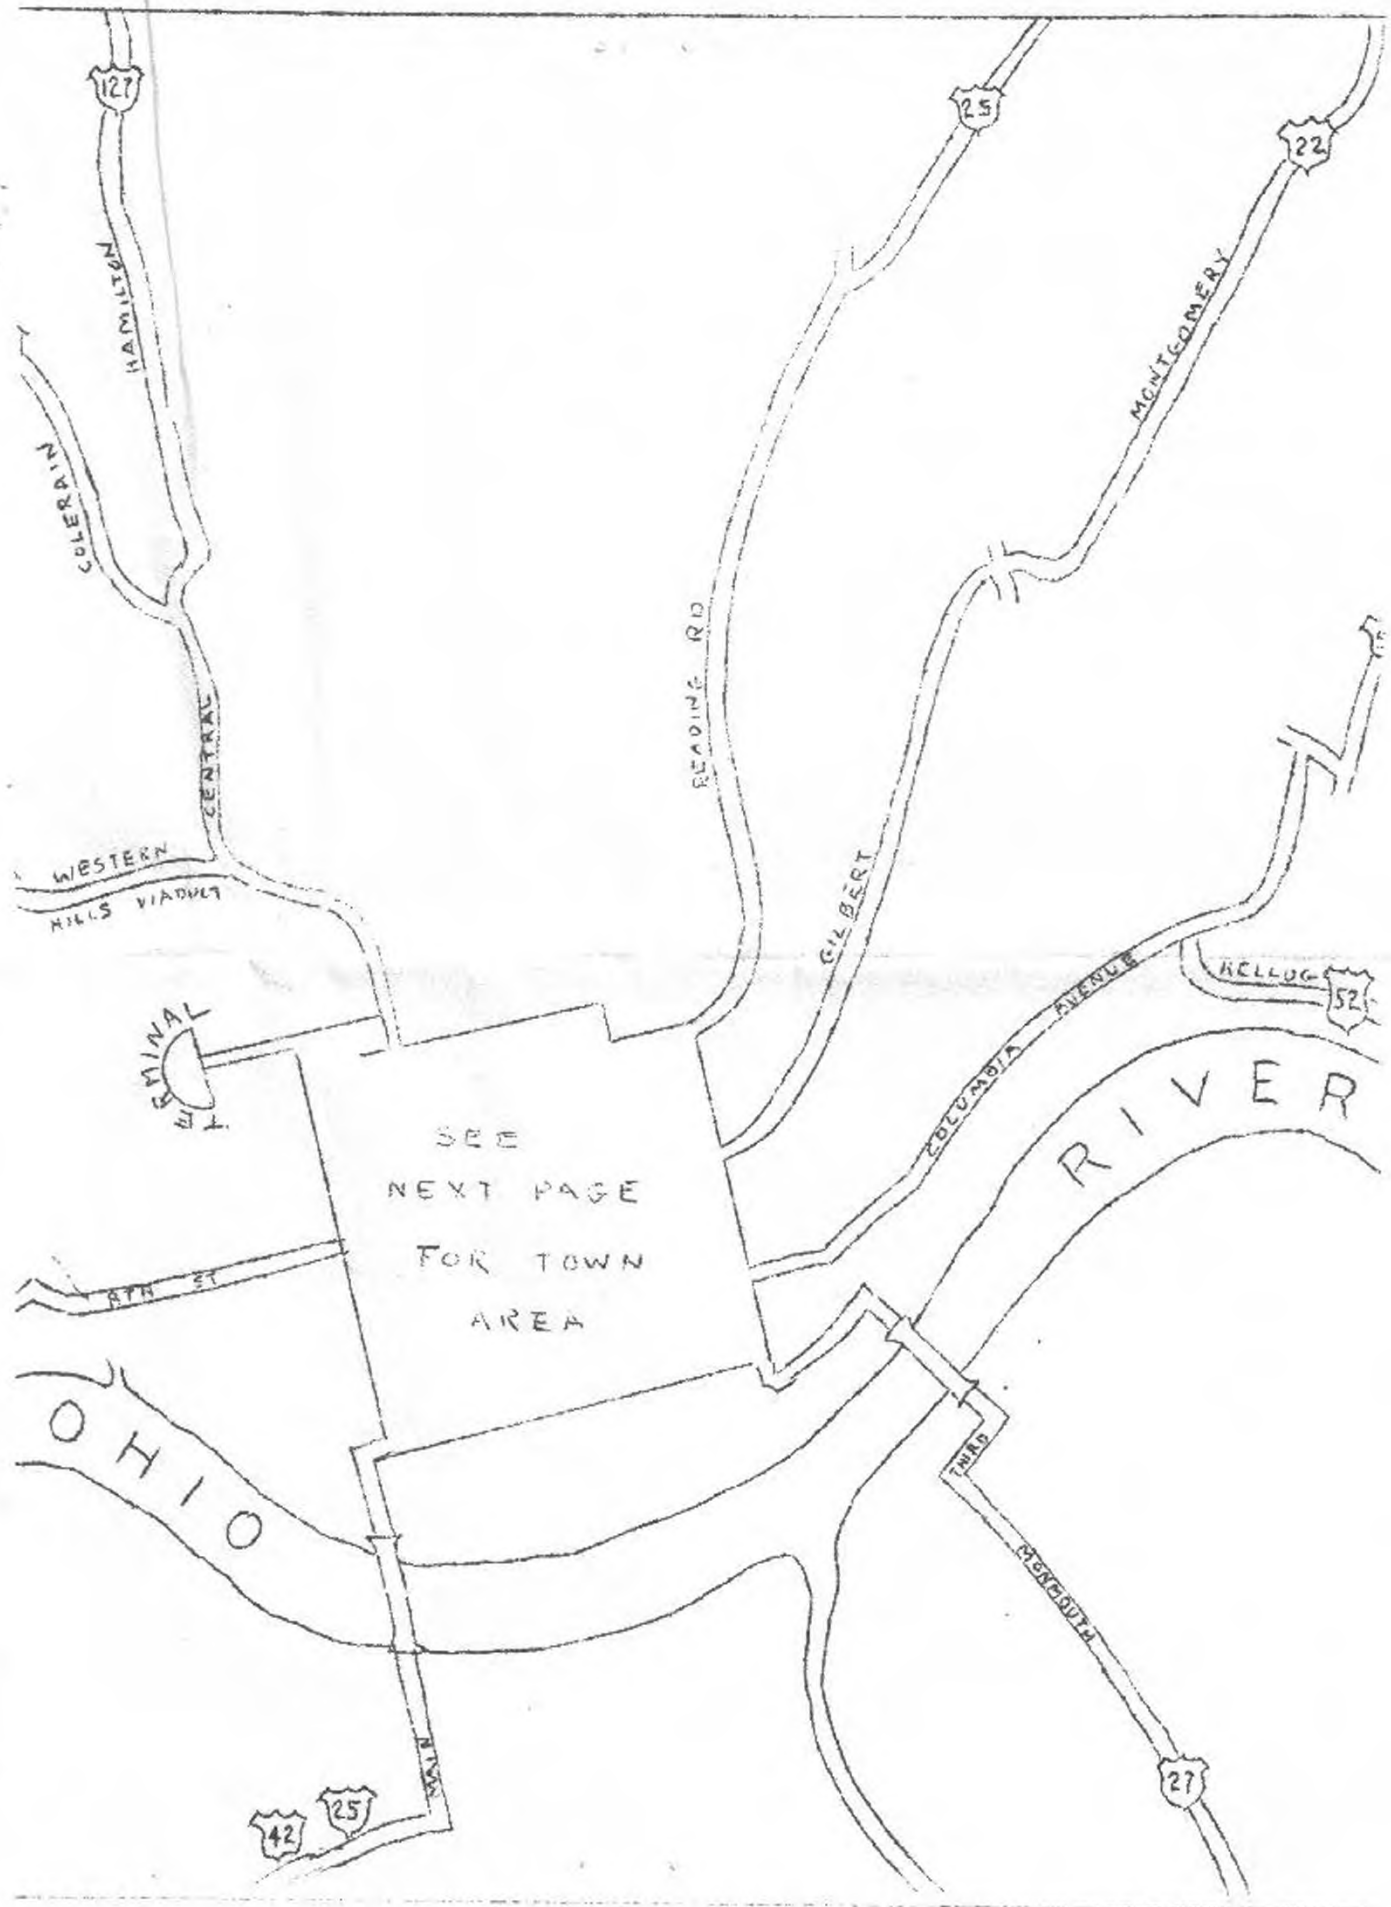 127
25
22
HAMILTON
MONTGOMERY
COLERAIN
READING RD
CENTRAL
WESTERN
HILLS VIADUCT
GILBERT
COLUMBIA AVENUE
KELLOG
52
TERMINAL
RIVER
SEE
NEXT PAGE
FOR TOWN
AREA
8TH ST
OHIO
THIRD
MONMOUTH
MAIN
27
25
42